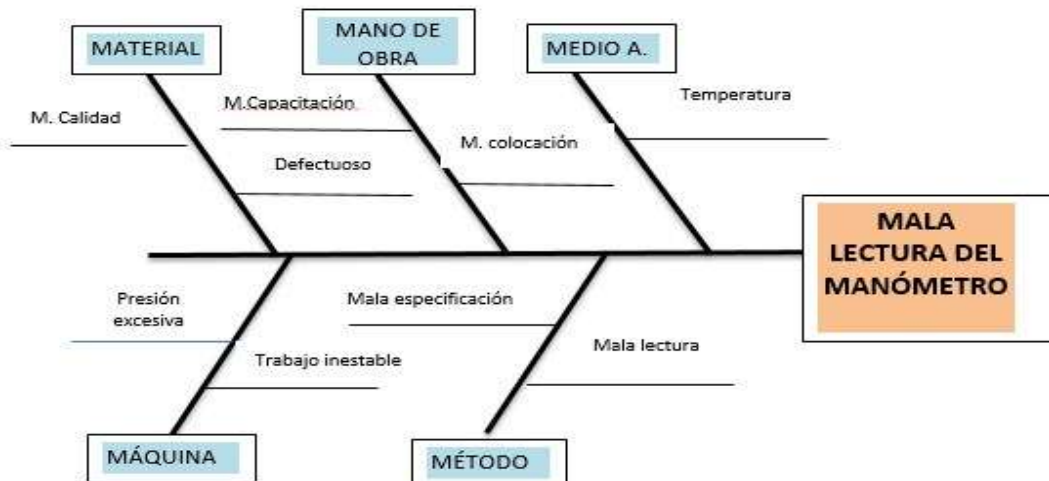 MATERIAL
MANO DE
OBRA
MEDIO A.
M. Calidad
M.Capacitación
Defectuoso
M. colocación
Temperatura
MALA
LECTURA DEL
MANÓMETRO
Presión
excesiva
Trabajo inestable
Mala especificación
Mala lectura
MÁQUINA
MÉTODO